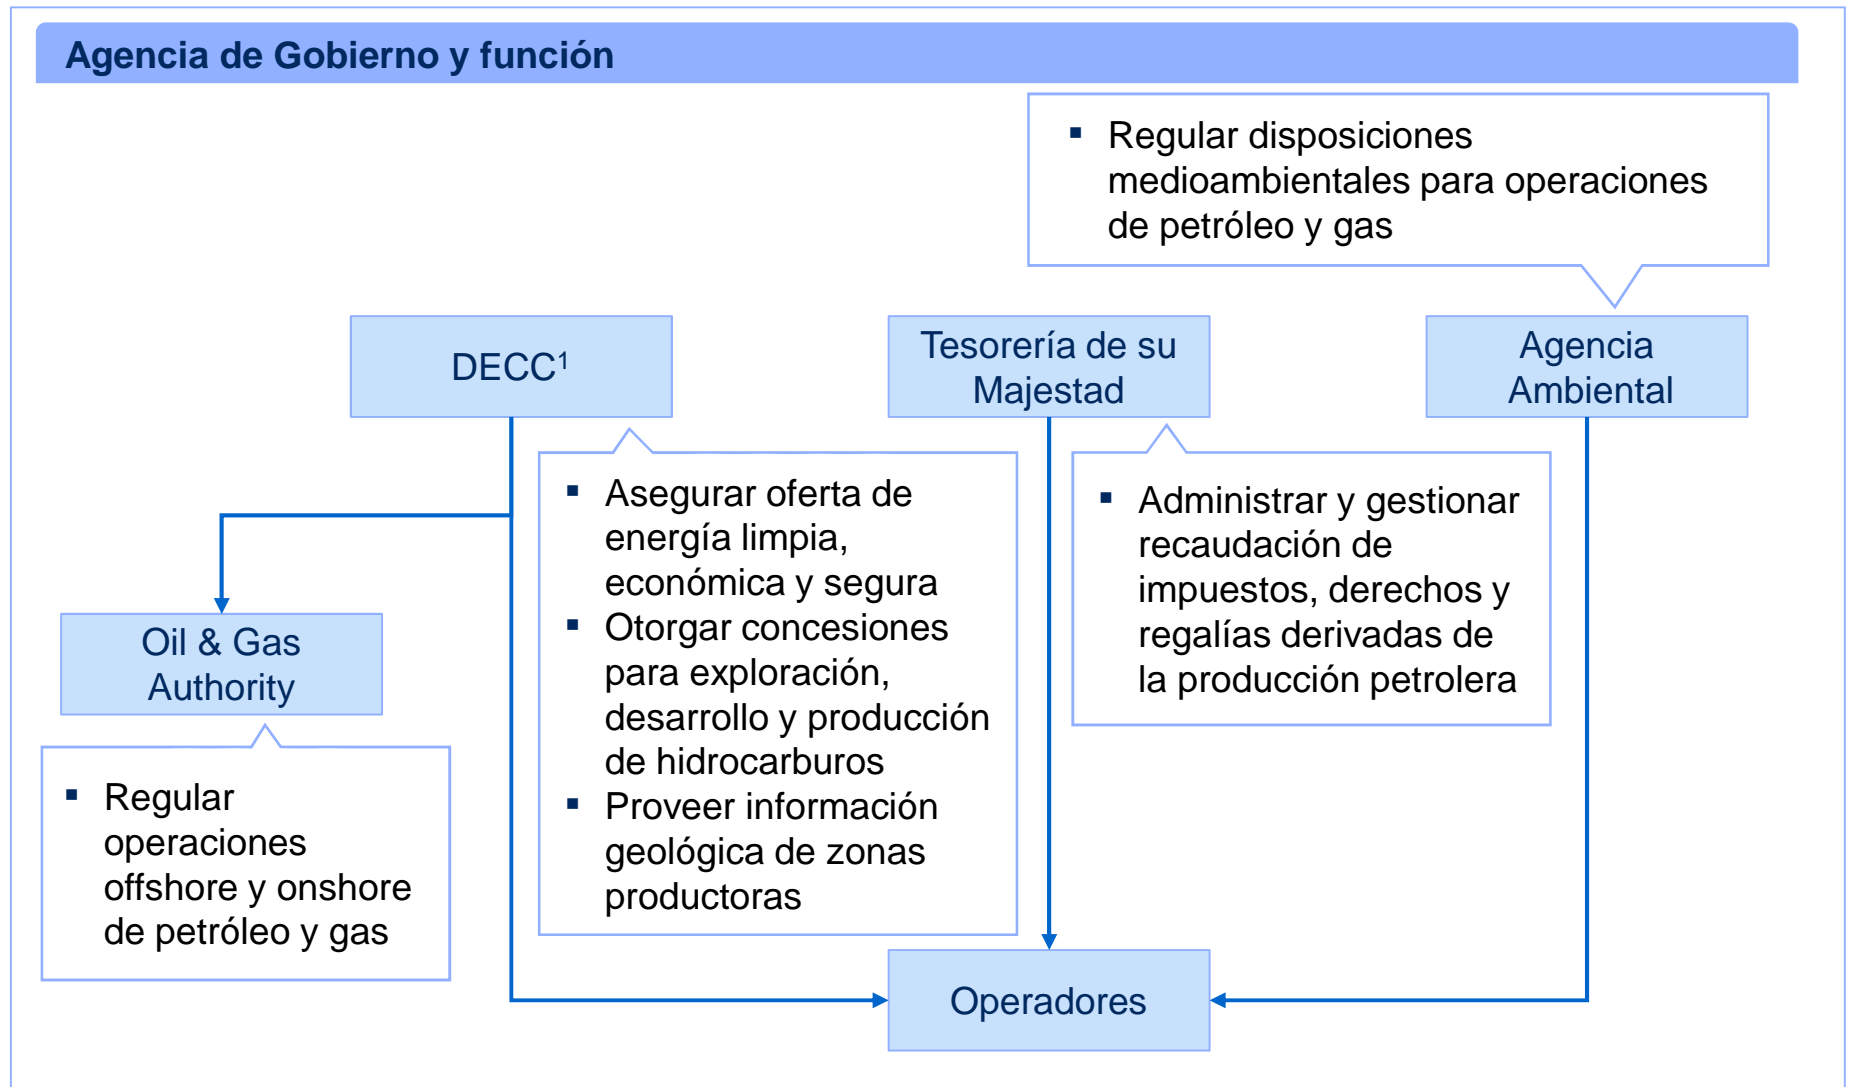 Agencia de Gobierno y función
▪ Regular disposiciones
medioambientales para operaciones
de petróleo y gas
DECC¹
Tesorería de su
Majestad
Agencia
Ambiental
▪ Asegurar oferta de
energía limpia,
económica y segura
▪ Otorgar concesiones
para exploración,
desarrollo y producción
de hidrocarburos
▪ Proveer información
geológica de zonas
productoras
▪ Administrar y gestionar
recaudación de
impuestos, derechos y
regalías derivadas de
la producción petrolera
Oil & Gas
Authority
▪ Regular
operaciones
offshore y onshore
de petróleo y gas
Operadores